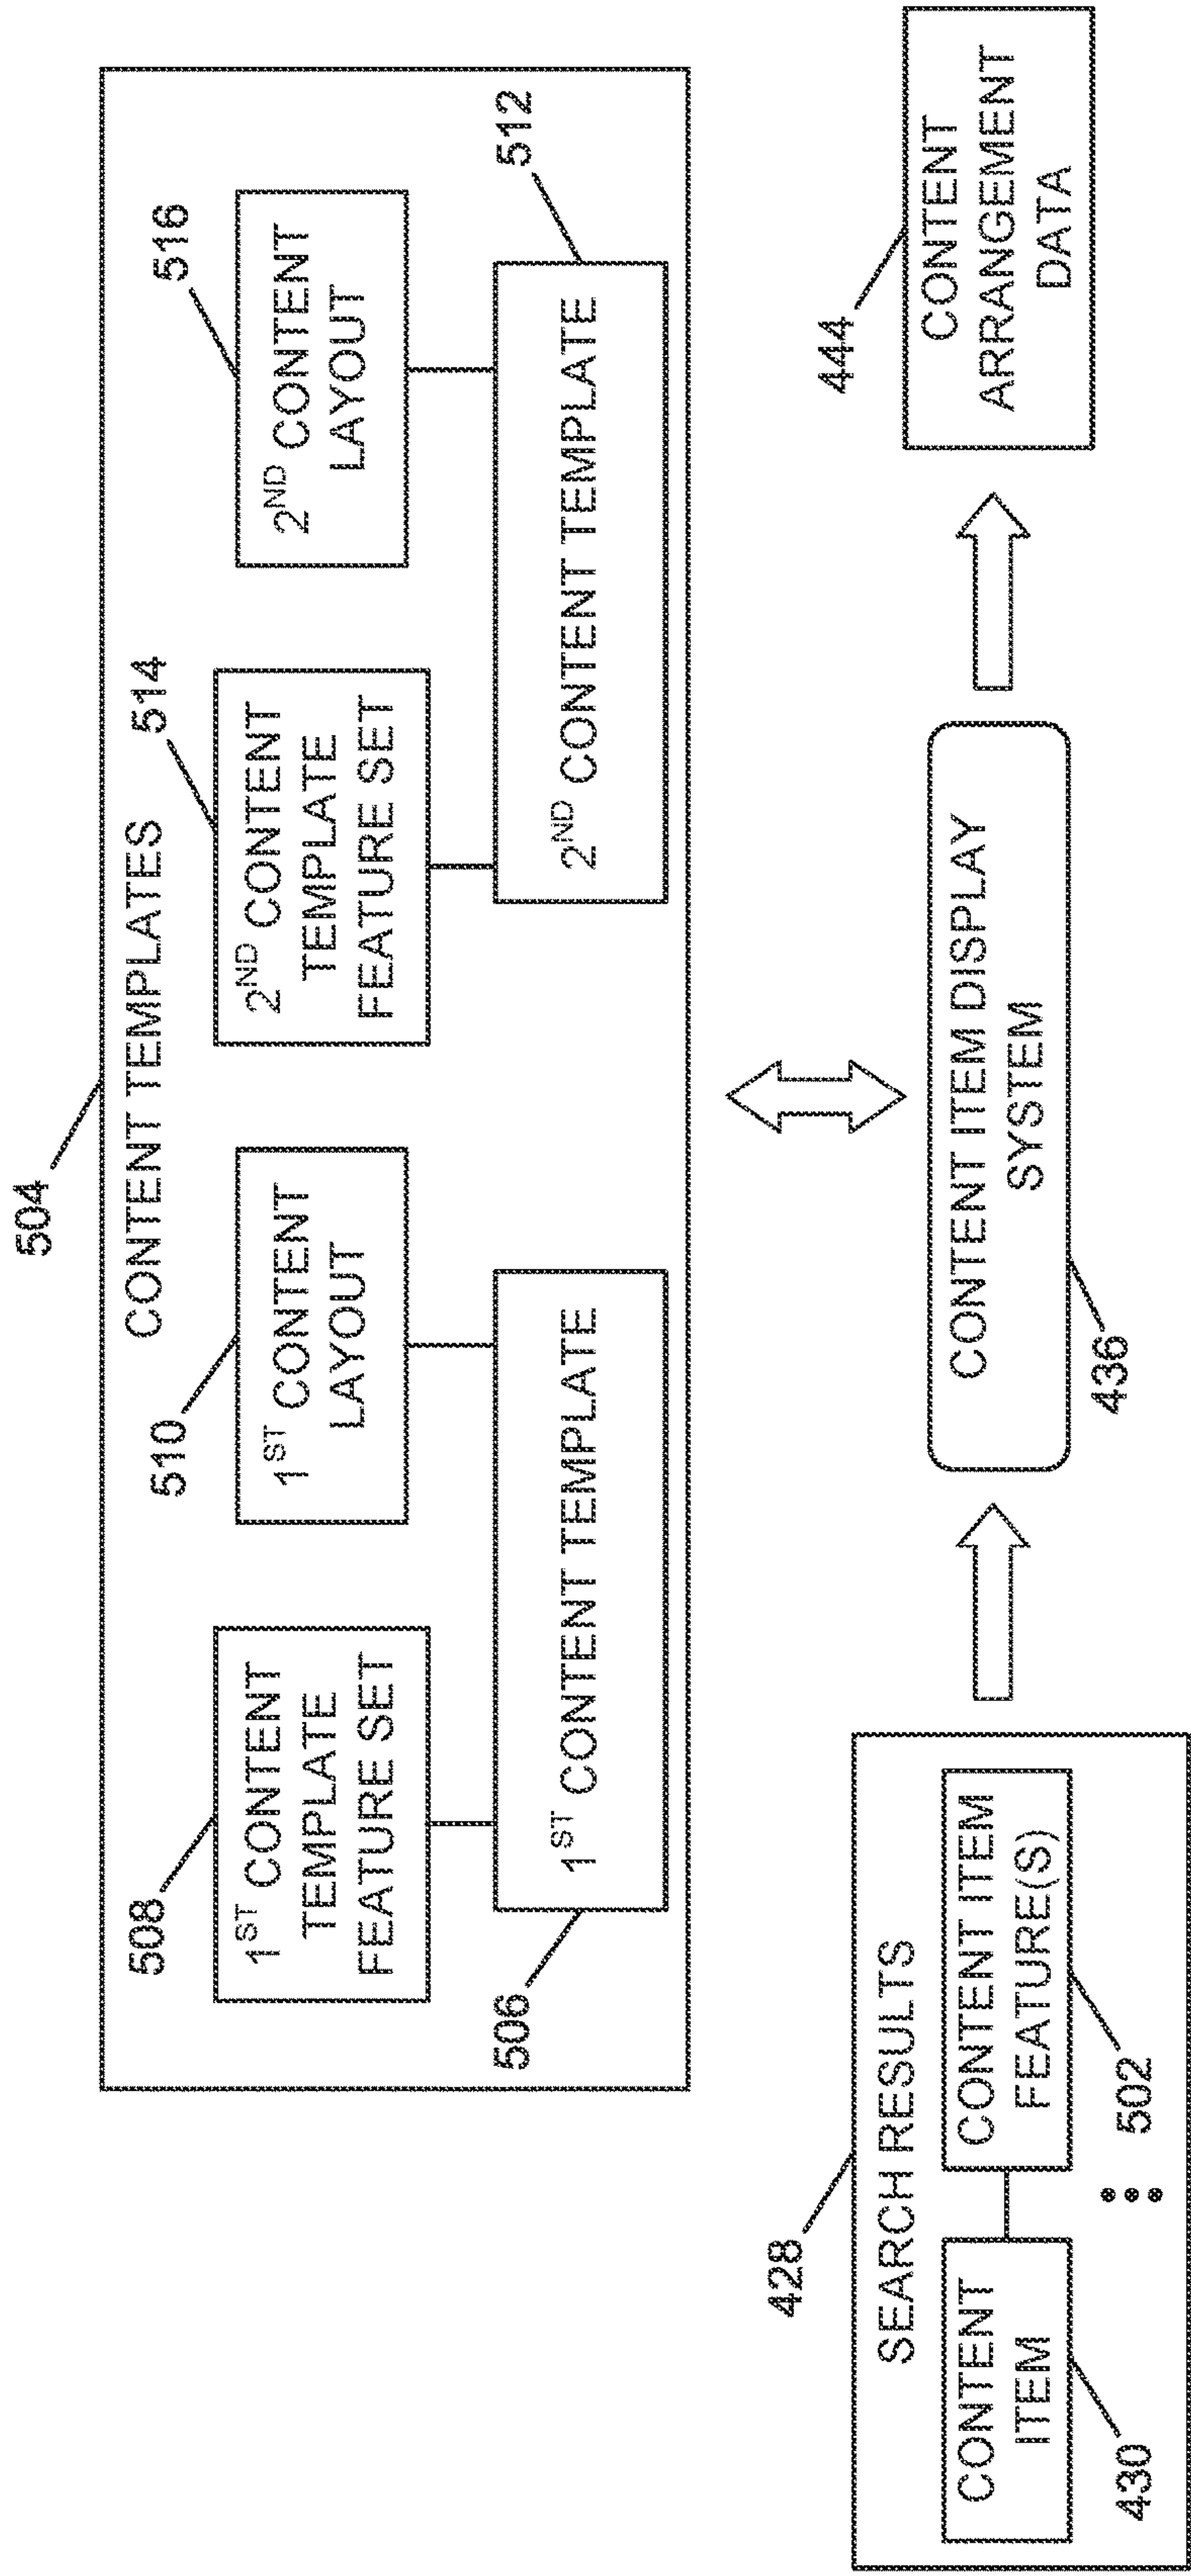 504
CONTENT TEMPLATES
508
1ST CONTENT
TEMPLATE
FEATURE SET
510
1ST CONTENT
LAYOUT
514
2ND CONTENT
TEMPLATE
FEATURE SET
516
2ND CONTENT
LAYOUT
506
1ST CONTENT TEMPLATE
2ND CONTENT TEMPLATE
512
428
SEARCH RESULTS
CONTENT
ITEM
430
CONTENT ITEM
FEATURE(S)
502
CONTENT ITEM DISPLAY
SYSTEM
436
444
CONTENT
ARRANGEMENT
DATA